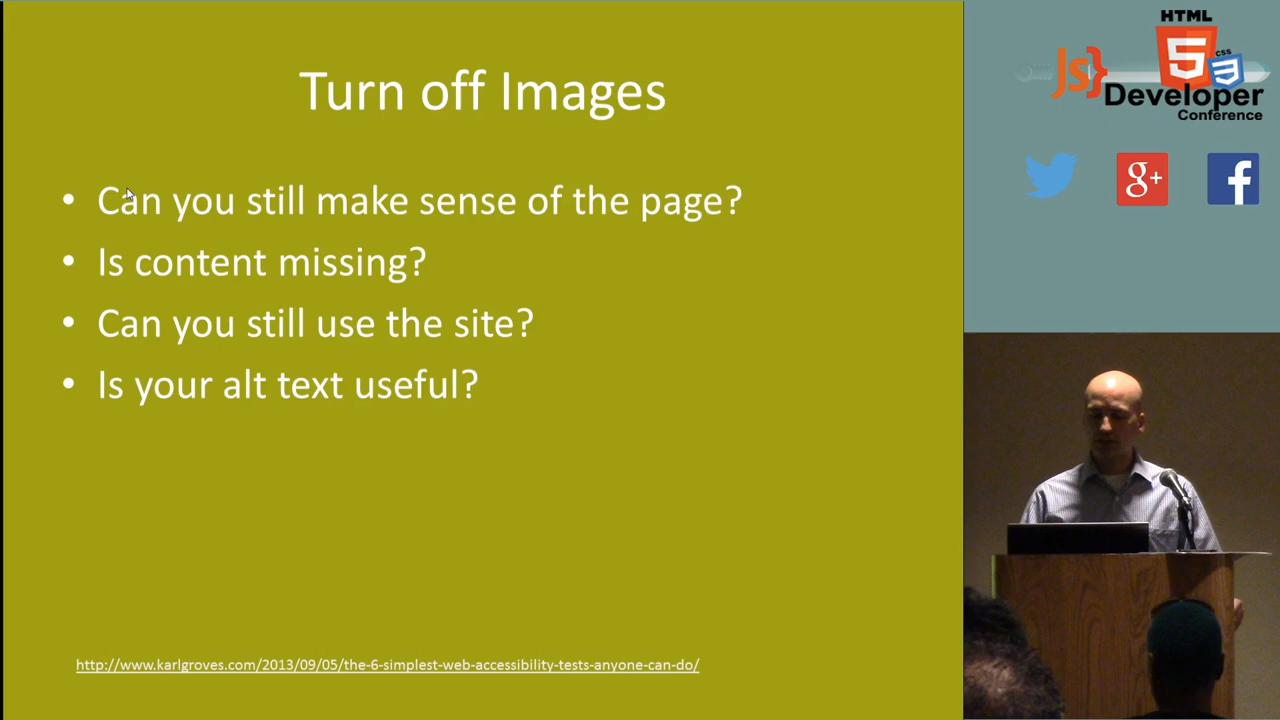 Turn off Images
• Can you still make sense of the page?
• Is content missing?
• Can you still use the site?
• Is your alt text useful?
http://www.karlgroves.com/2013/09/05/the-6-simplest-web-accessibility-tests-anyone-can-do/
HTML
5
css
3
JS}
Developer
Conference
g+
f